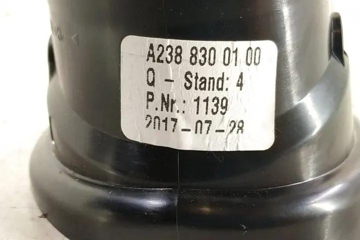 A238 830 01 00
Q - Stand: 4
P.Nr.: 1139
2017-07-28